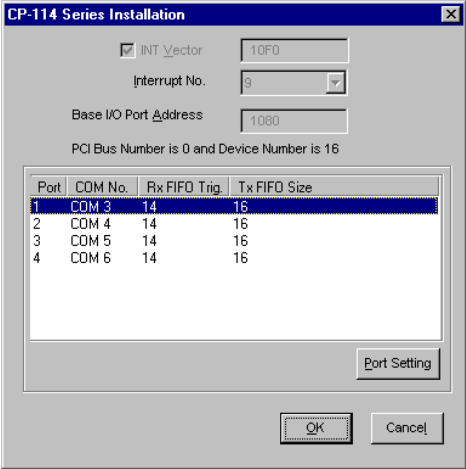 CP-114 Series Installation
INT Vector 10F0
Interrupt No. 9
Base I/O Port Address 1080
PCI Bus Number is 0 and Device Number is 16
Port COM No. Rx FIFO Trig. Tx FIFO Size
1 COM 3 14 16
2 COM 4 14 16
3 COM 5 14 16
4 COM 6 14 16
Port Setting
OK Cancel